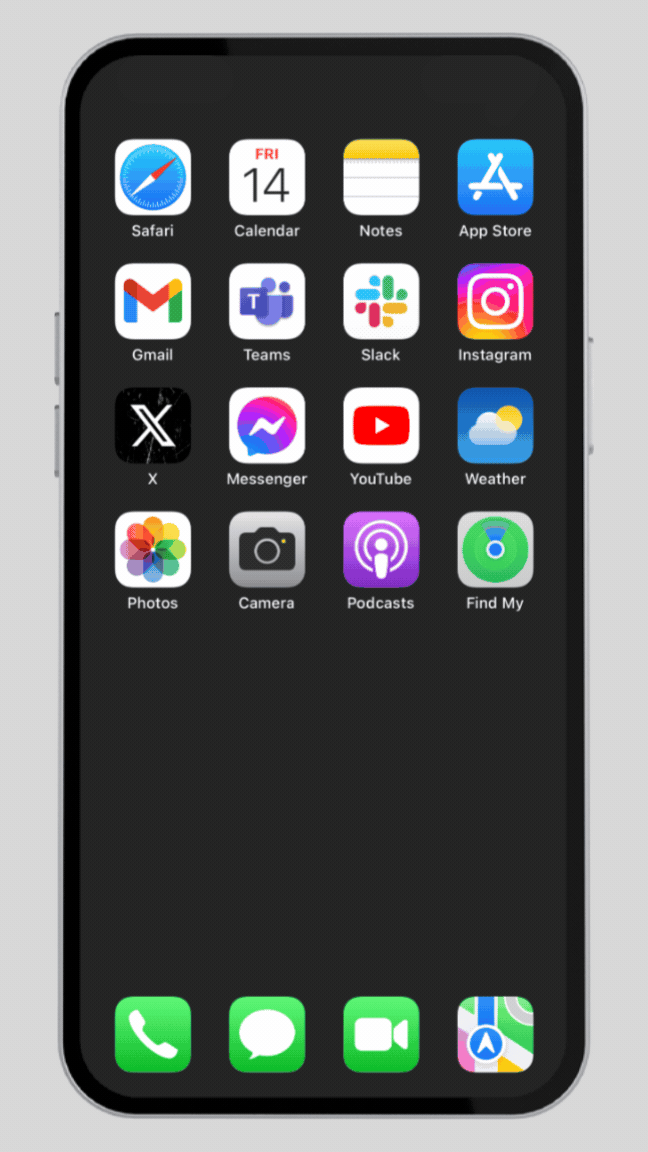 FRI
14
Safari
Calendar
Notes
App Store
T
Gmail
Teams
Slack
Instagram
X
Messenger
YouTube
Weather
Photos
Camera
Podcasts
Find My